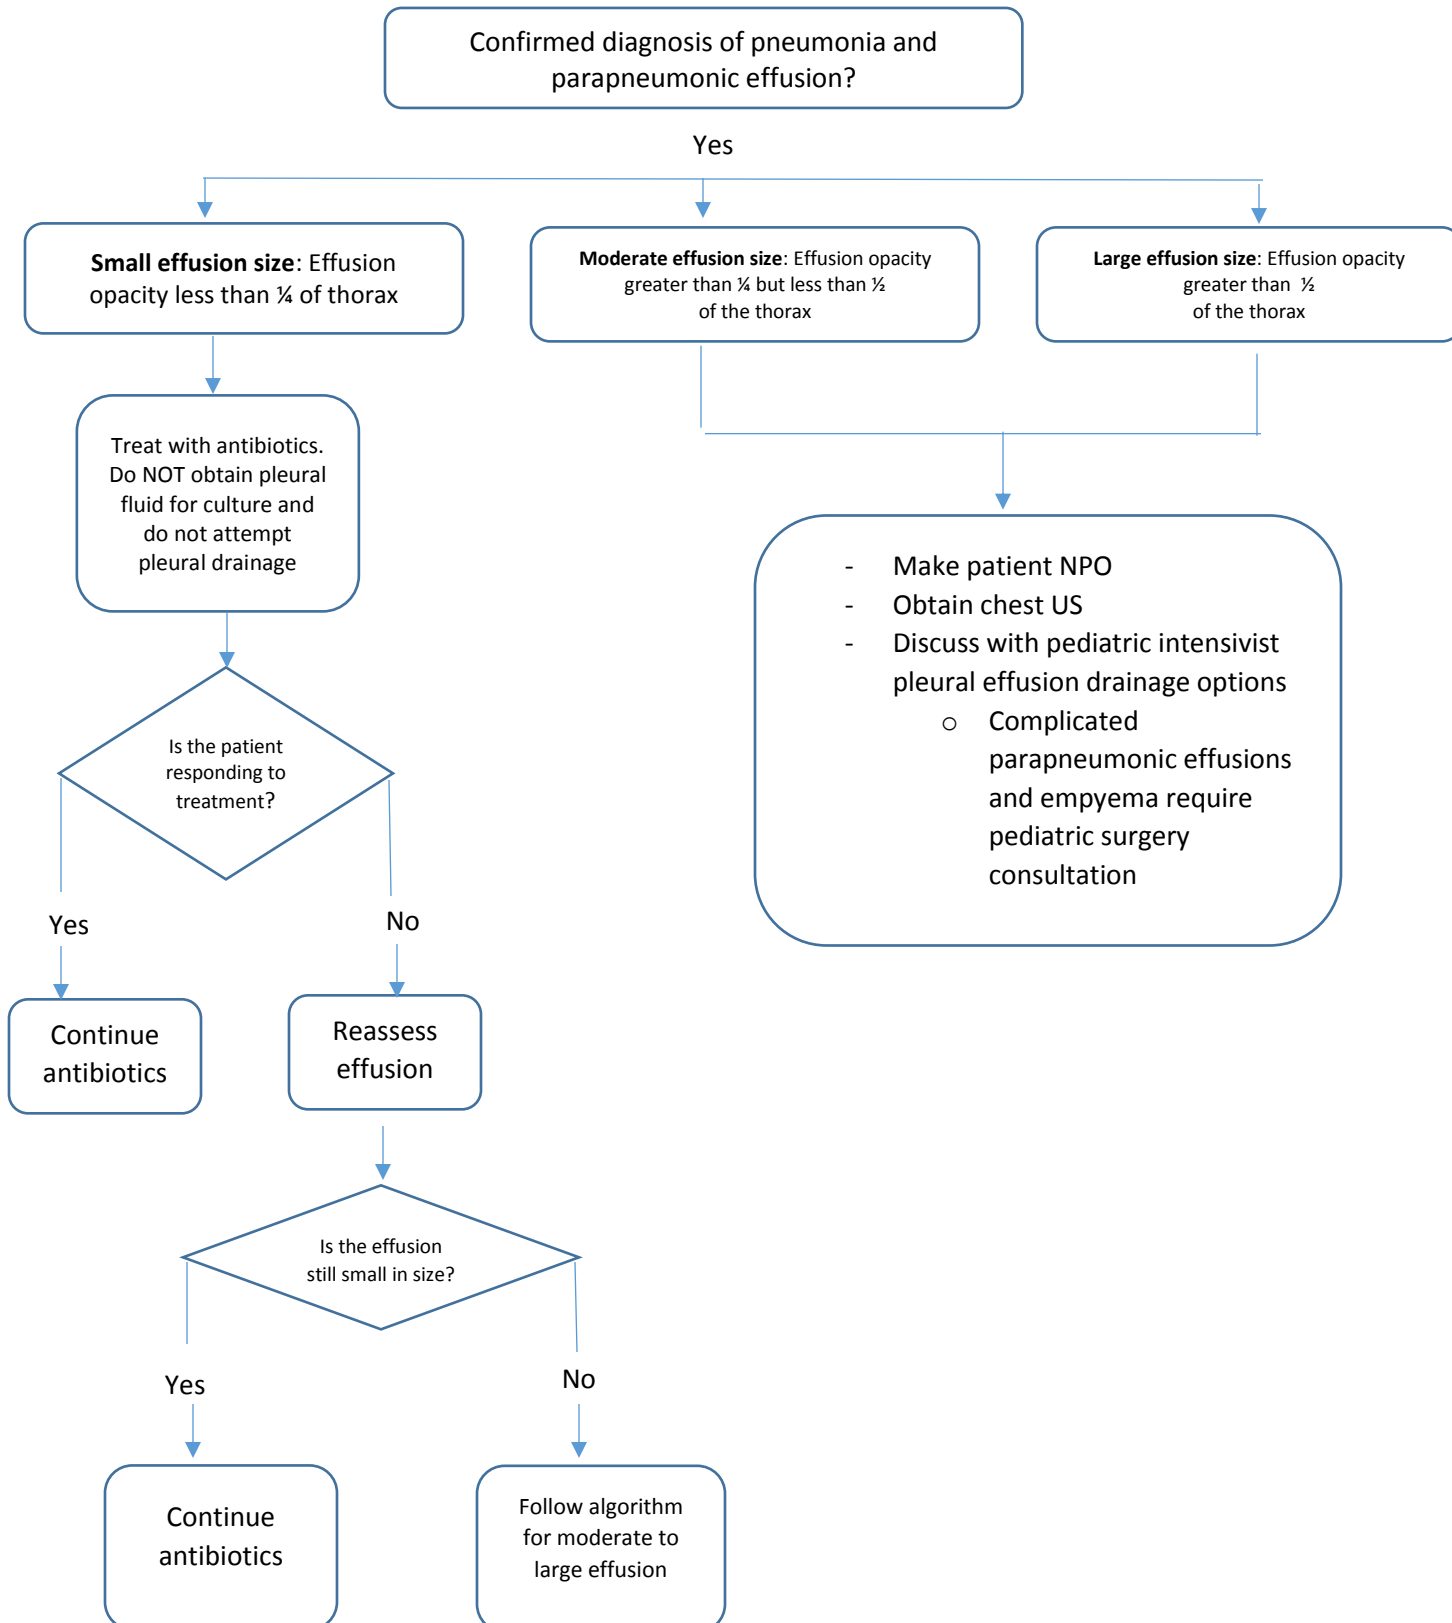 Confirmed diagnosis of pneumonia and
parapneumonic effusion?
Yes
Small effusion size: Effusion
opacity less than ¼ of thorax
Moderate effusion size: Effusion opacity
greater than ¼ but less than ½
of the thorax
Large effusion size: Effusion opacity
greater than ½
of the thorax
Treat with antibiotics.
Do NOT obtain pleural
fluid for culture and
do not attempt
pleural drainage
- Make patient NPO
- Obtain chest US
- Discuss with pediatric intensivist
pleural effusion drainage options
o Complicated
parapneumonic effusions
and empyema require
pediatric surgery
consultation
Is the patient
responding to
treatment?
Yes
No
Continue
antibiotics
Reassess
effusion
Is the effusion
still small in size?
Yes
No
Continue
antibiotics
Follow algorithm
for moderate to
large effusion